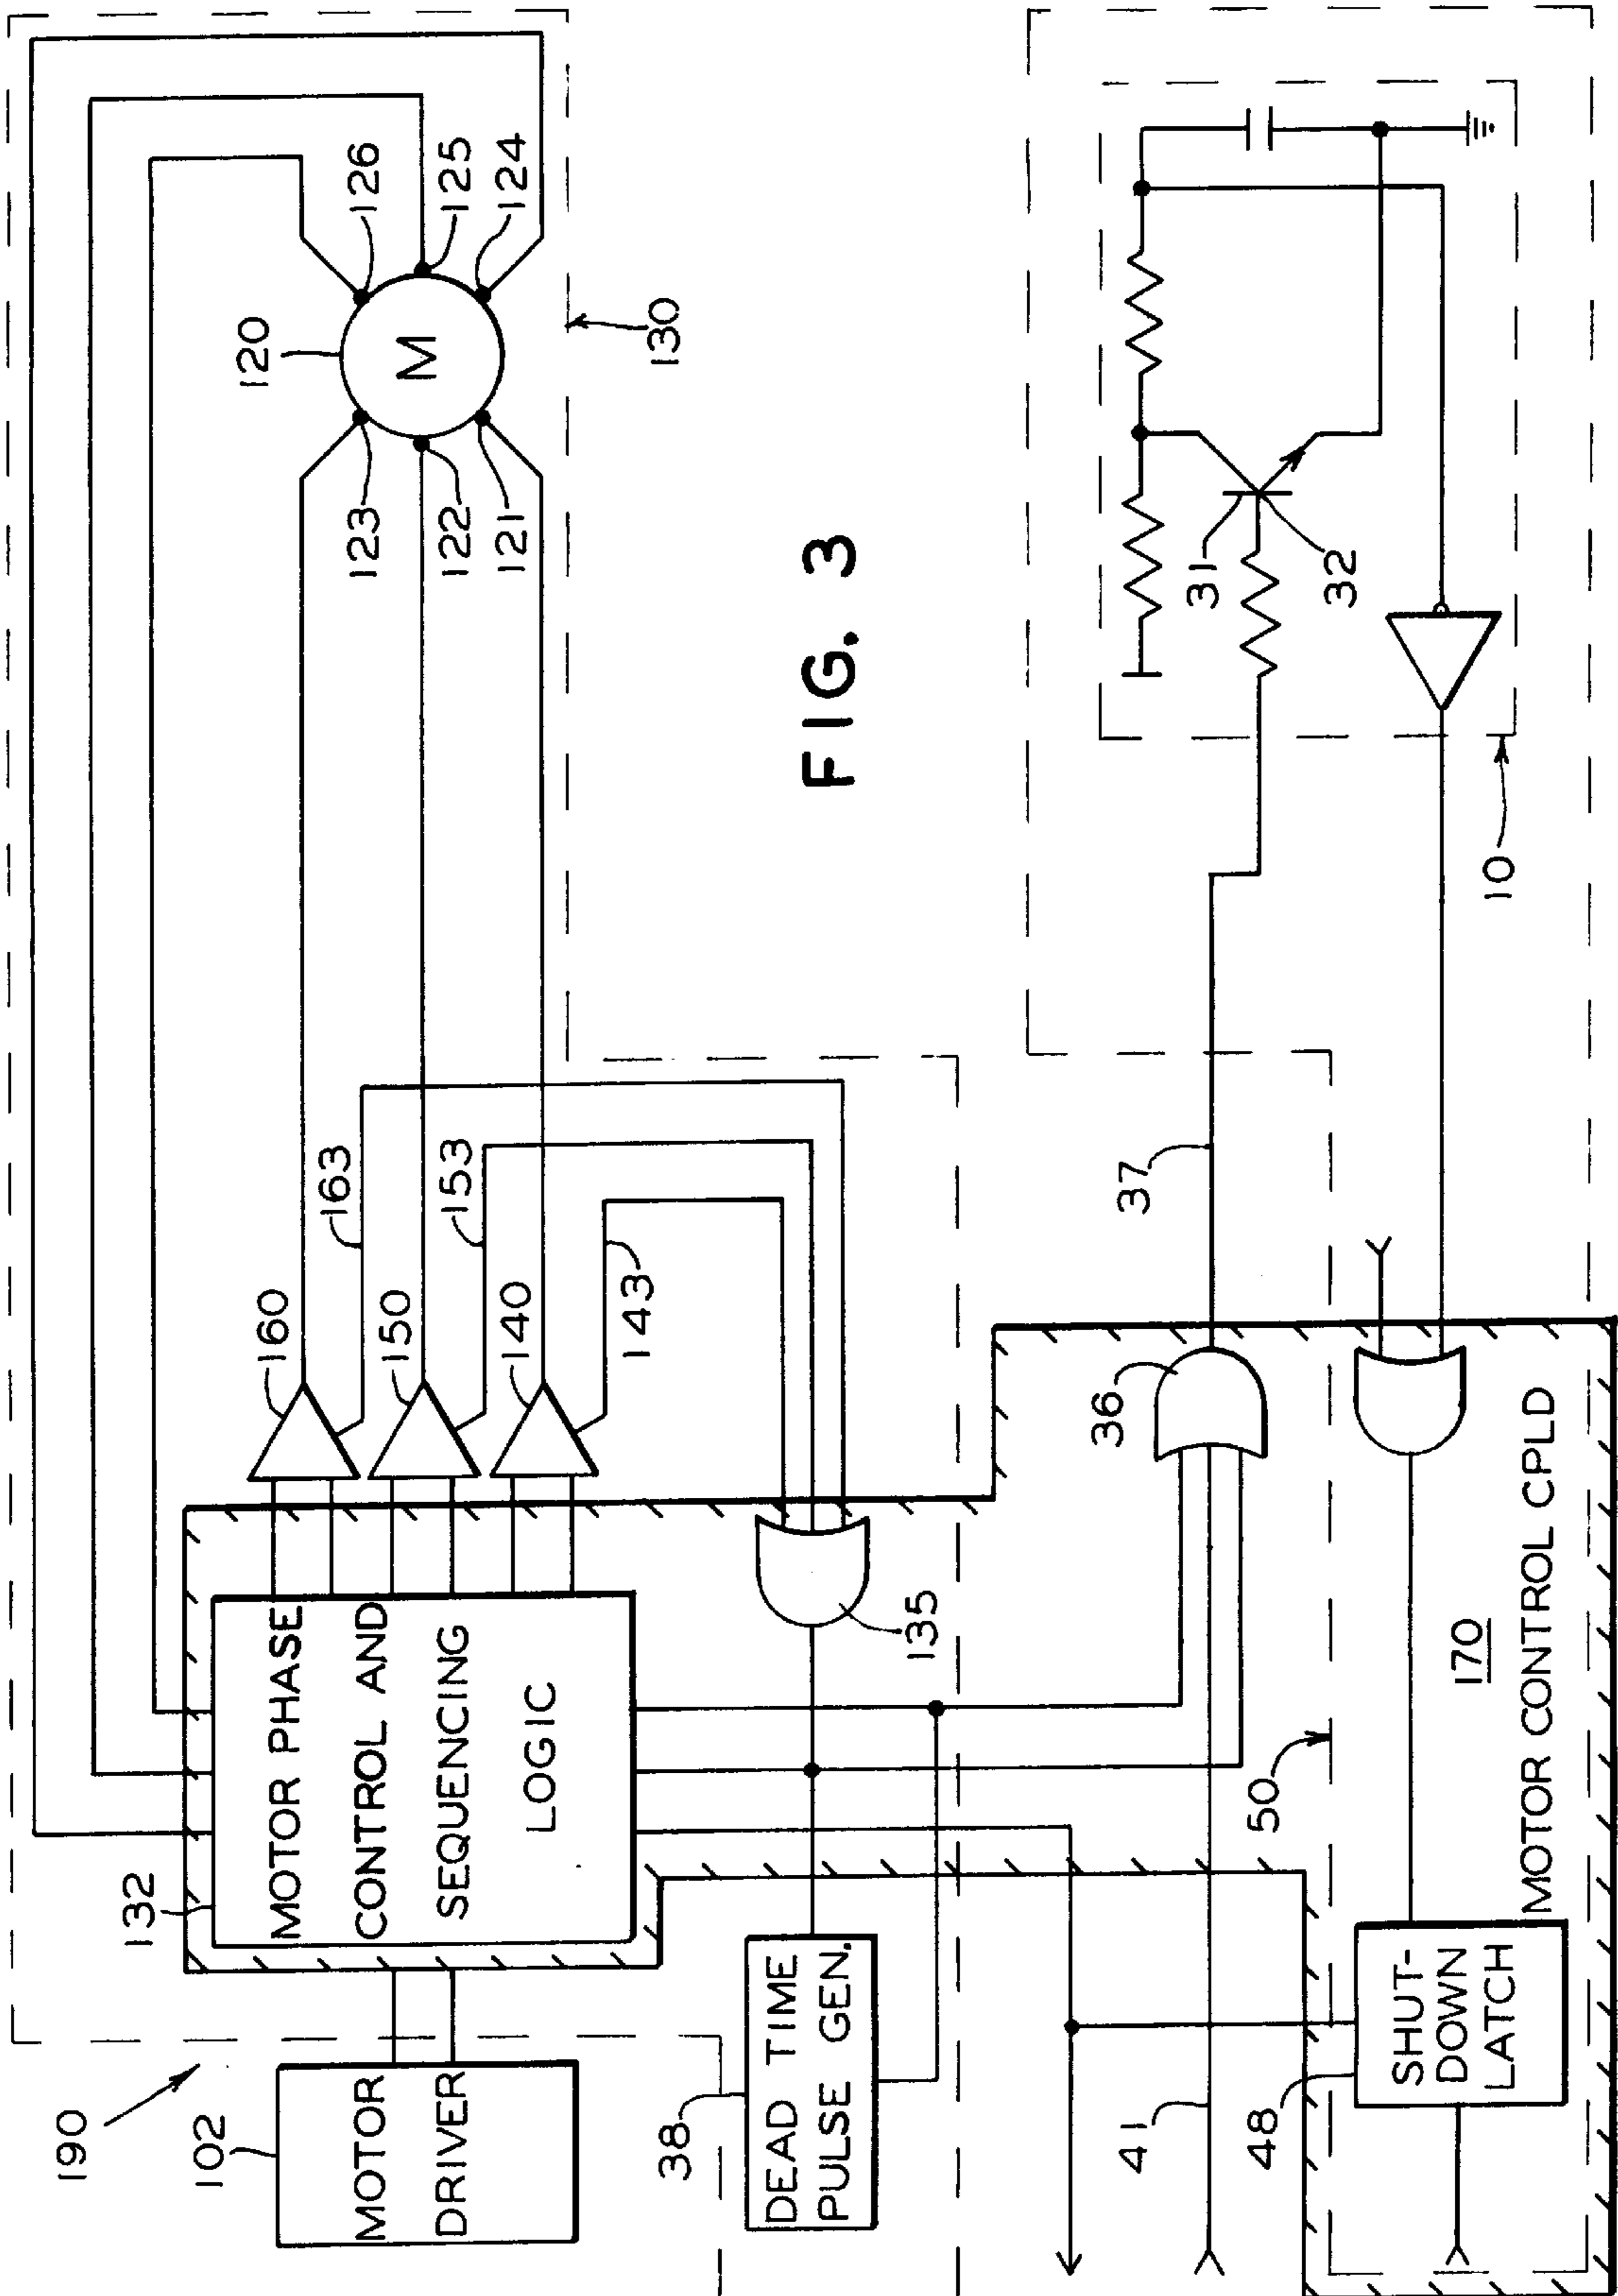 190
102
MOTOR
DRIVER
132
MOTOR PHASE
CONTROL AND
SEQUENCING
LOGIC
160
150
140
163
153
143
135
123
122
121
120
M
126
125
124
130
FIG. 3
38
DEAD TIME
PULSE GEN.
41
36
37
31
32
10
50
48
SHUT-
DOWN
LATCH
170
MOTOR CONTROL CPLD